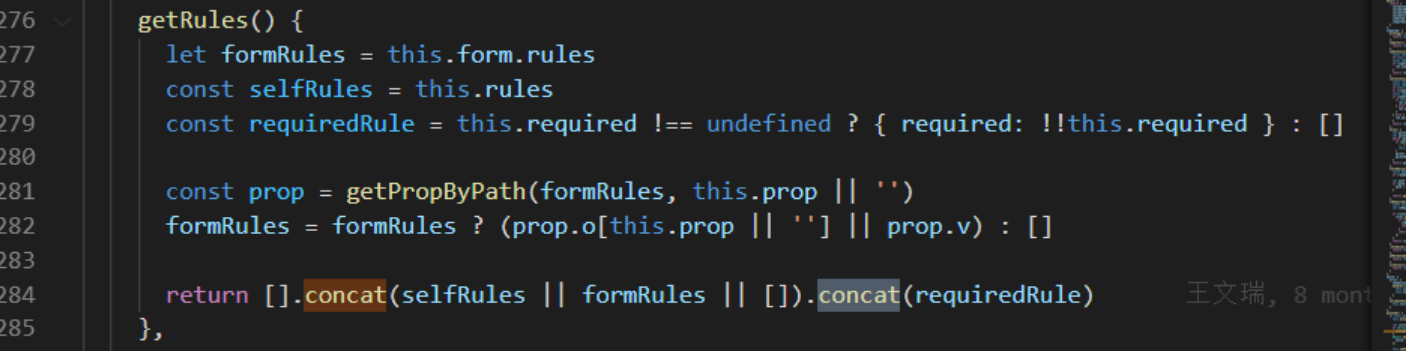 276 getRules() {
277 let formRules = this.form.rules
278 const selfRules = this.rules
279 const requiredRule = this.required !== undefined ? { required: !!this.required } : []
280
281 const prop = getPropByPath(formRules, this.prop || '')
282 formRules = formRules ? (prop.o[this.prop || ''] || prop.v) : []
283
284 return [].concat(selfRules || formRules || []).concat(requiredRule) 王文瑞, 8 mont
285 },